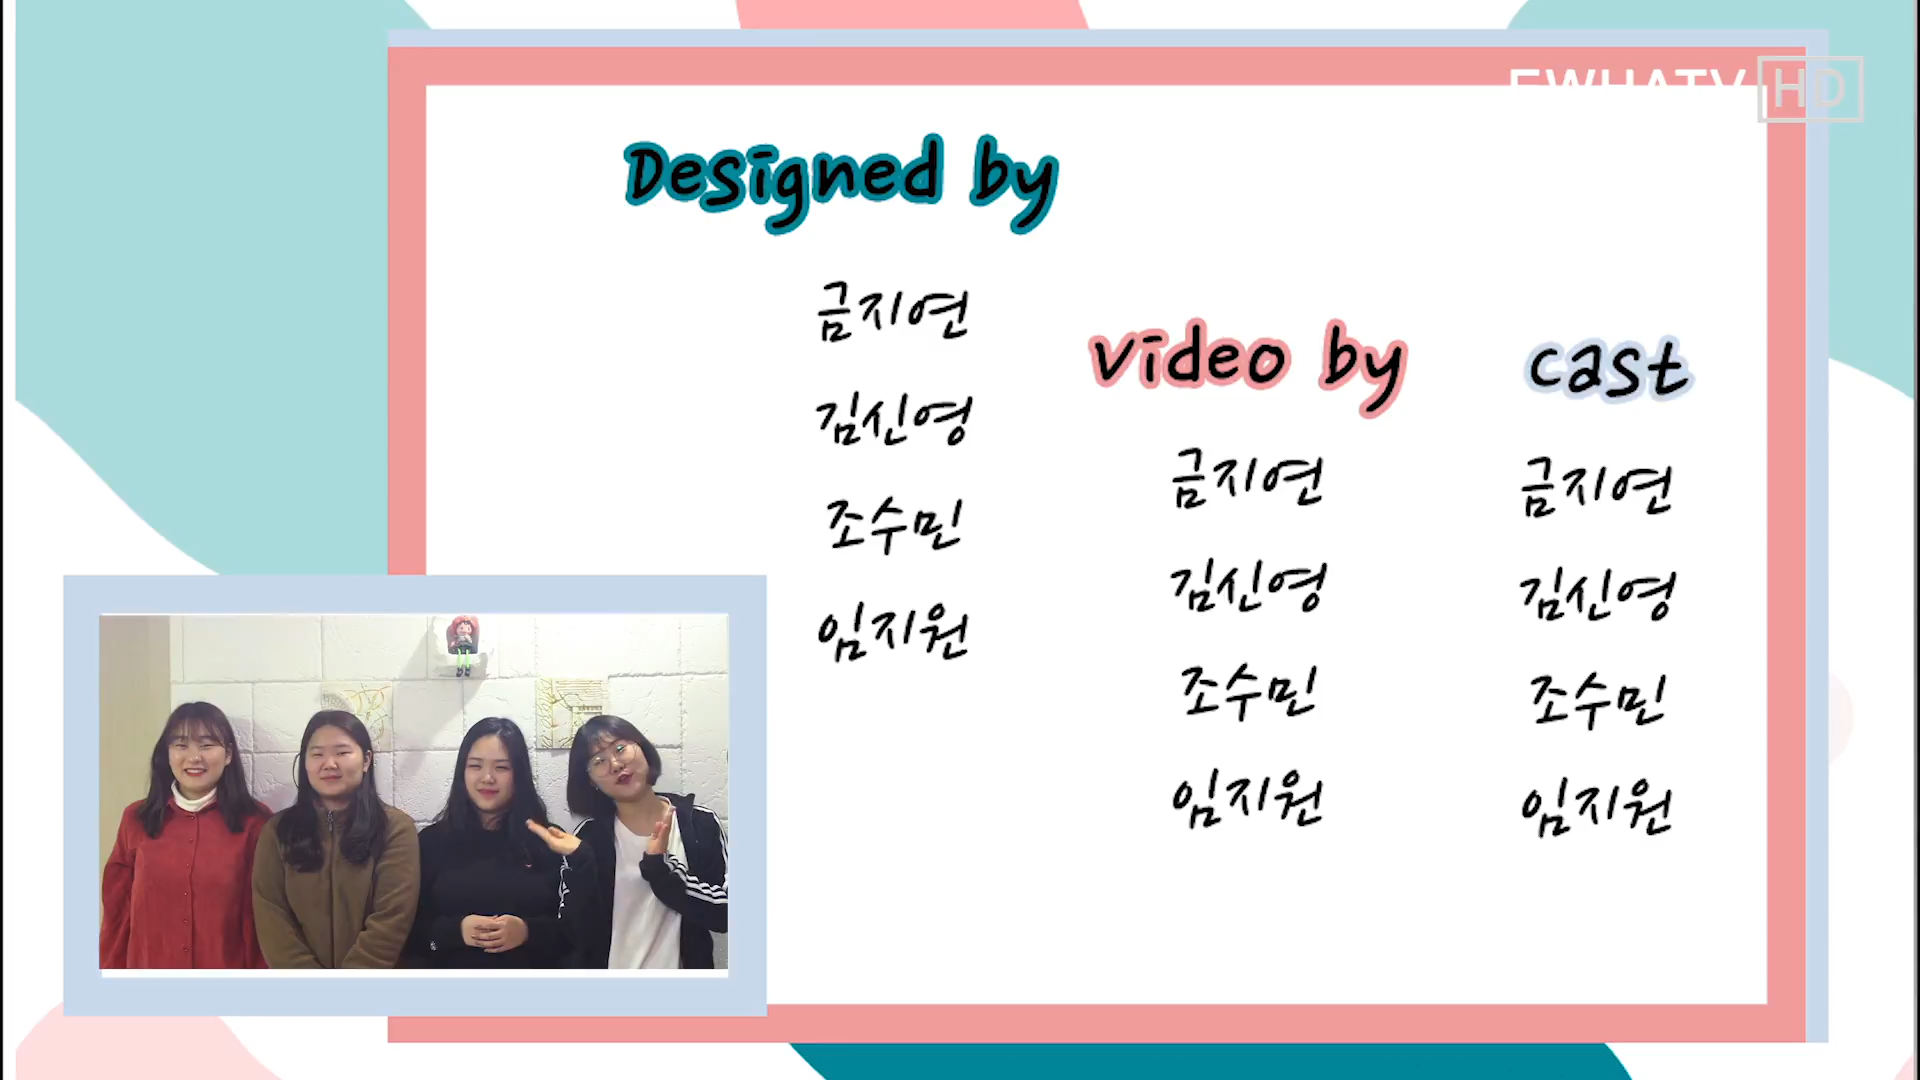 EWHATV HD
Designed by
금지연
김신영
조수민
임지원
video by
금지연
김신영
조수민
임지원
cast
금지연
김신영
조수민
임지원